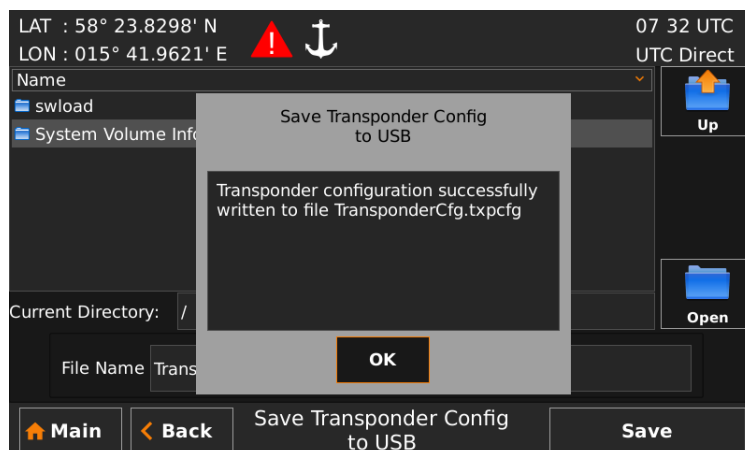 LAT : 58° 23.8298' N
LON : 015° 41.9621' E
!
07 32 UTC
UTC Direct
Name
swload
System Volume Info
Up
Save Transponder Config
to USB
Transponder configuration successfully
written to file TransponderCfg.txpcfg
OK
Current Directory: /
Open
File Name Trans
Main
Back
Save Transponder Config
to USB
Save